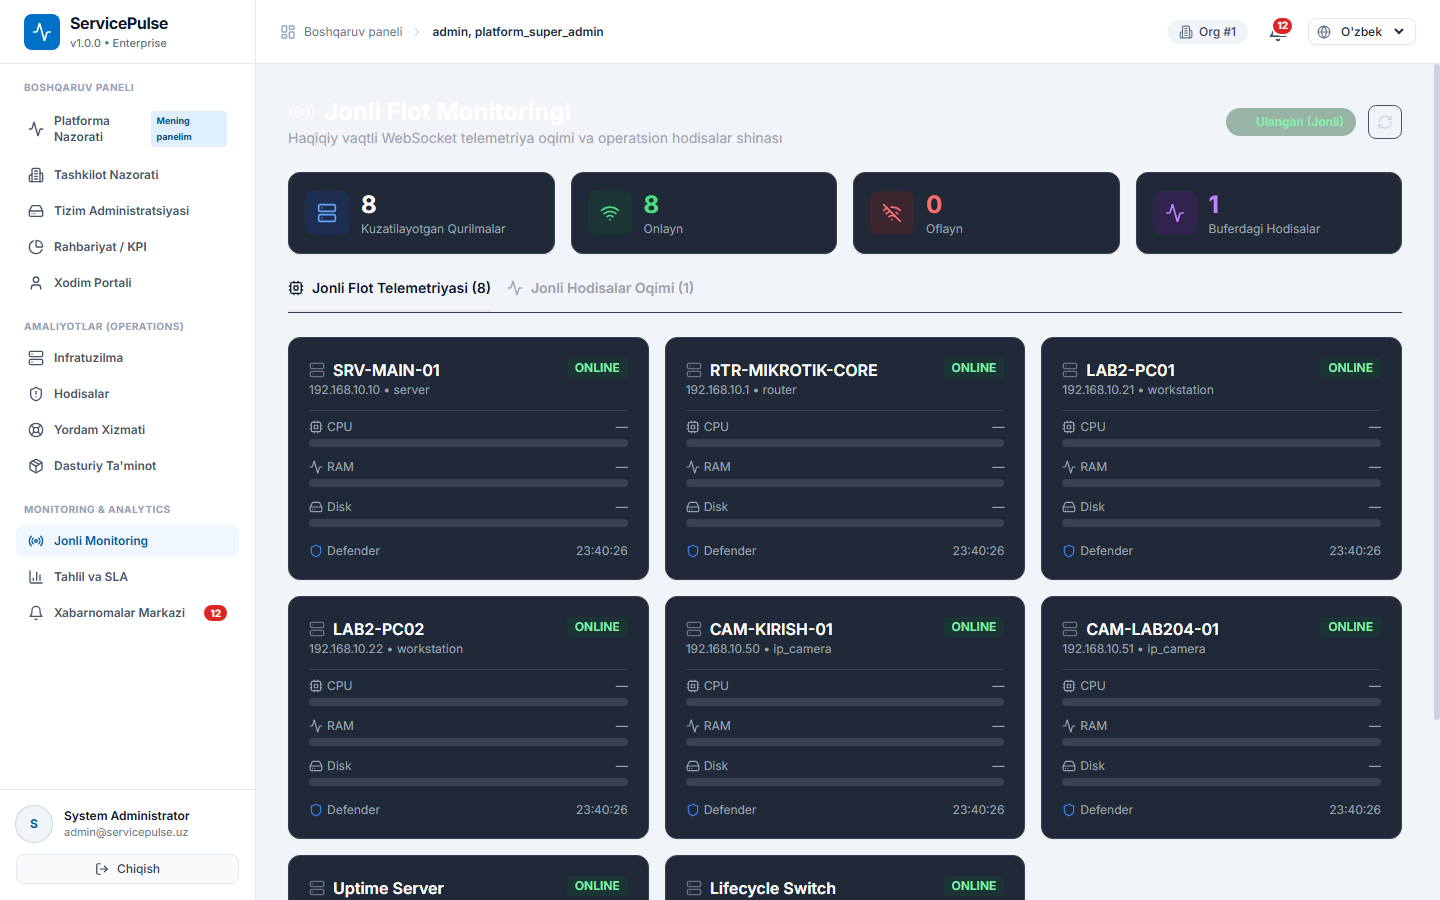 ServicePulse
v1.0.0 • Enterprise
BOSHQARUV PANELI
Platforma Nazorati
Mening panelim
Tashkilot Nazorati
Tizim Administratsiyasi
Rahbariyat / KPI
Xodim Portali
AMALIYOTLAR (OPERATIONS)
Infratuzilma
Hodisalar
Yordam Xizmati
Dasturiy Ta'minot
MONITORING & ANALYTICS
Jonli Monitoring
Tahlil va SLA
Xabarnomalar Markazi 12
S
System Administrator
admin@servicepulse.uz
Chiqish
Boshqaruv paneli > admin, platform_super_admin
Org #1
12
O'zbek
Jonli Flot Monitoringi
Haqiqiy vaqtli WebSocket telemetriya oqimi va operatsion hodisalar shinasi
Ulangan (Jonli)
8
Kuzatilayotgan Qurilmalar
8
Onlayn
0
Oflayn
1
Buferdagi Hodisalar
Jonli Flot Telemetriyasi (8)
Jonli Hodisalar Oqimi (1)
SRV-MAIN-01 ONLINE
192.168.10.10 • server
CPU —
RAM —
Disk —
Defender 23:40:26
RTR-MIKROTIK-CORE ONLINE
192.168.10.1 • router
CPU —
RAM —
Disk —
Defender 23:40:26
LAB2-PC01 ONLINE
192.168.10.21 • workstation
CPU —
RAM —
Disk —
Defender 23:40:26
LAB2-PC02 ONLINE
192.168.10.22 • workstation
CPU —
RAM —
Disk —
Defender 23:40:26
CAM-KIRISH-01 ONLINE
192.168.10.50 • ip_camera
CPU —
RAM —
Disk —
Defender 23:40:26
CAM-LAB204-01 ONLINE
192.168.10.51 • ip_camera
CPU —
RAM —
Disk —
Defender 23:40:26
Uptime Server ONLINE
Lifecycle Switch ONLINE